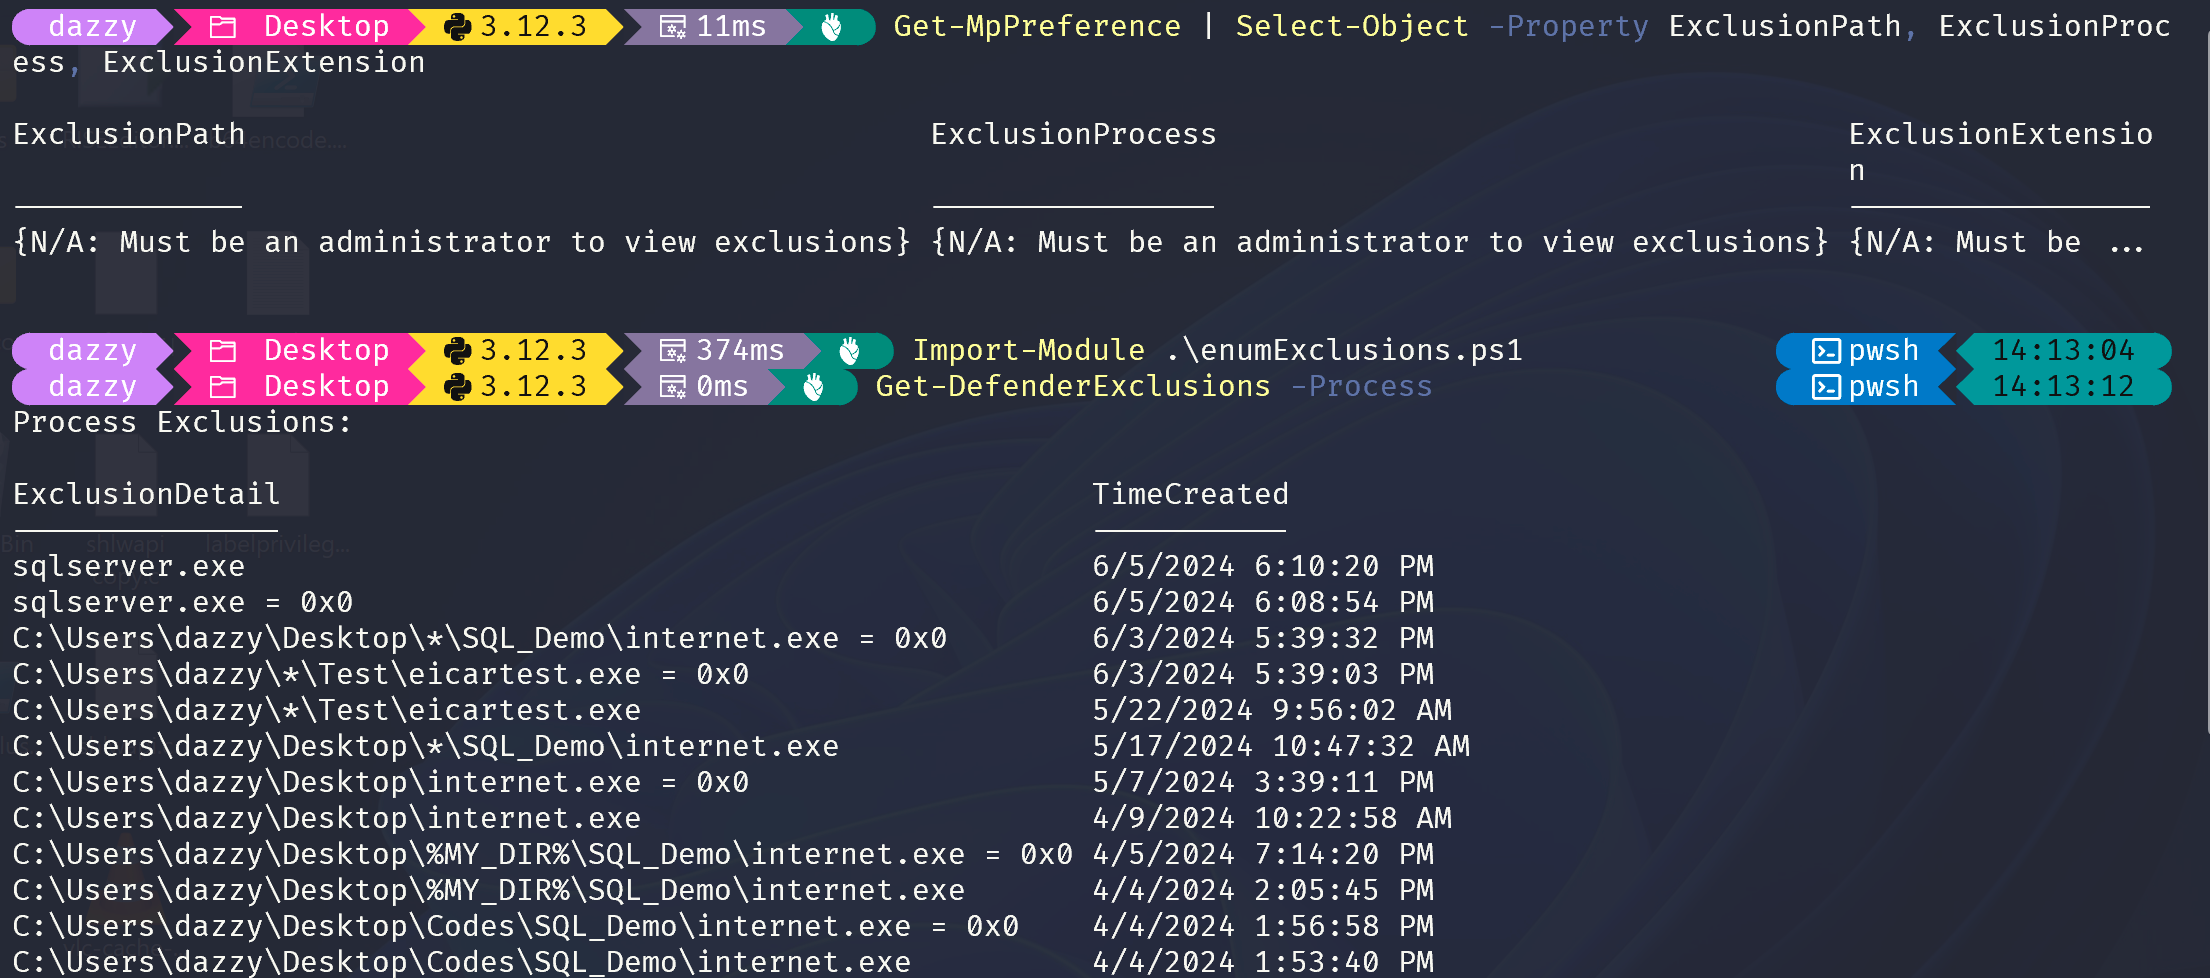 dazzy Desktop 3.12.3 11ms Get-MpPreference | Select-Object -Property ExclusionPath, ExclusionProc
ess, ExclusionExtension
ExclusionPath ExclusionProcess ExclusionExtensio
n
{N/A: Must be an administrator to view exclusions} {N/A: Must be an administrator to view exclusions} {N/A: Must be …
dazzy Desktop 3.12.3 374ms Import-Module .\enumExclusions.ps1 pwsh 14:13:04
dazzy Desktop 3.12.3 0ms Get-DefenderExclusions -Process pwsh 14:13:12
Process Exclusions:
ExclusionDetail TimeCreated
sqlserver.exe 6/5/2024 6:10:20 PM
sqlserver.exe = 0x0 6/5/2024 6:08:54 PM
C:\Users\dazzy\Desktop\*\SQL_Demo\internet.exe = 0x0 6/3/2024 5:39:32 PM
C:\Users\dazzy\*\Test\eicartest.exe = 0x0 6/3/2024 5:39:03 PM
C:\Users\dazzy\*\Test\eicartest.exe 5/22/2024 9:56:02 AM
C:\Users\dazzy\Desktop\*\SQL_Demo\internet.exe 5/17/2024 10:47:32 AM
C:\Users\dazzy\Desktop\internet.exe = 0x0 5/7/2024 3:39:11 PM
C:\Users\dazzy\Desktop\internet.exe 4/9/2024 10:22:58 AM
C:\Users\dazzy\Desktop\%MY_DIR%\SQL_Demo\internet.exe = 0x0 4/5/2024 7:14:20 PM
C:\Users\dazzy\Desktop\%MY_DIR%\SQL_Demo\internet.exe 4/4/2024 2:05:45 PM
C:\Users\dazzy\Desktop\Codes\SQL_Demo\internet.exe = 0x0 4/4/2024 1:56:58 PM
C:\Users\dazzy\Desktop\Codes\SQL_Demo\internet.exe 4/4/2024 1:53:40 PM
Bin shlwapi labelprivileg...